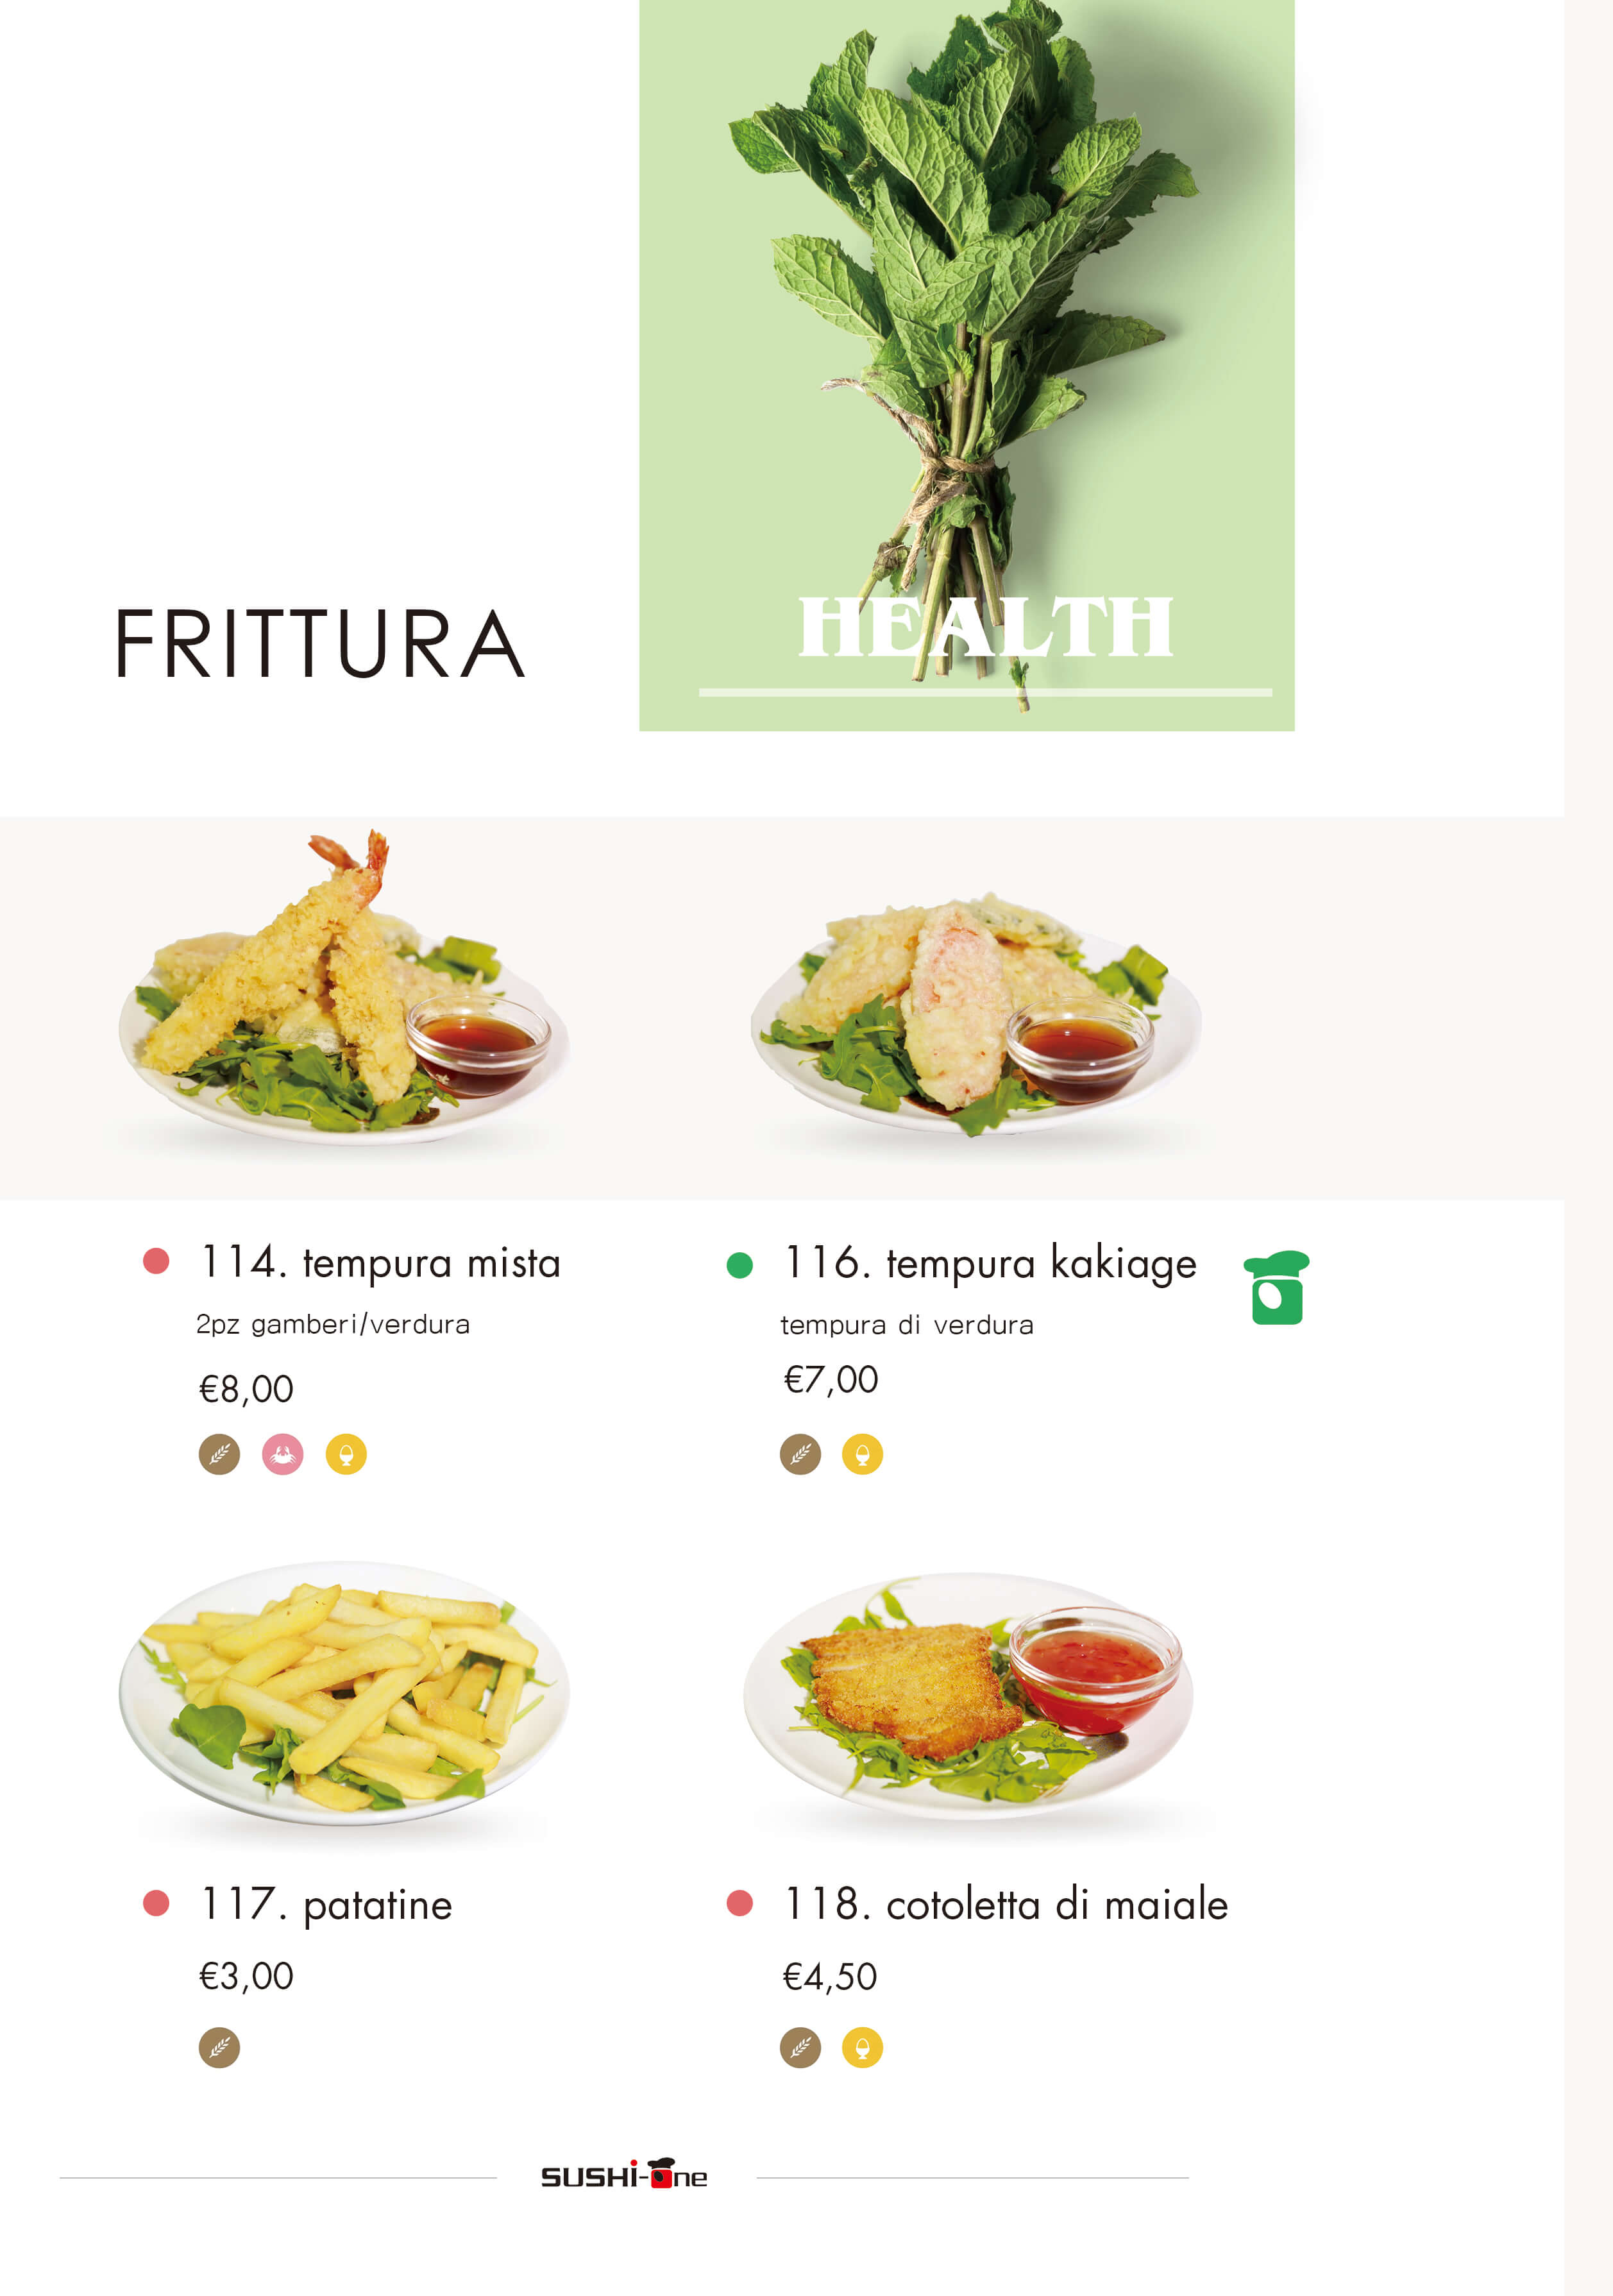 HEALTH
FRITTURA
114. tempura mista
2pz gamberi/verdura
€8,00
116. tempura kakiage
tempura di verdura
€7,00
117. patatine
€3,00
118. cotoletta di maiale
€4,50
SUSHi-One